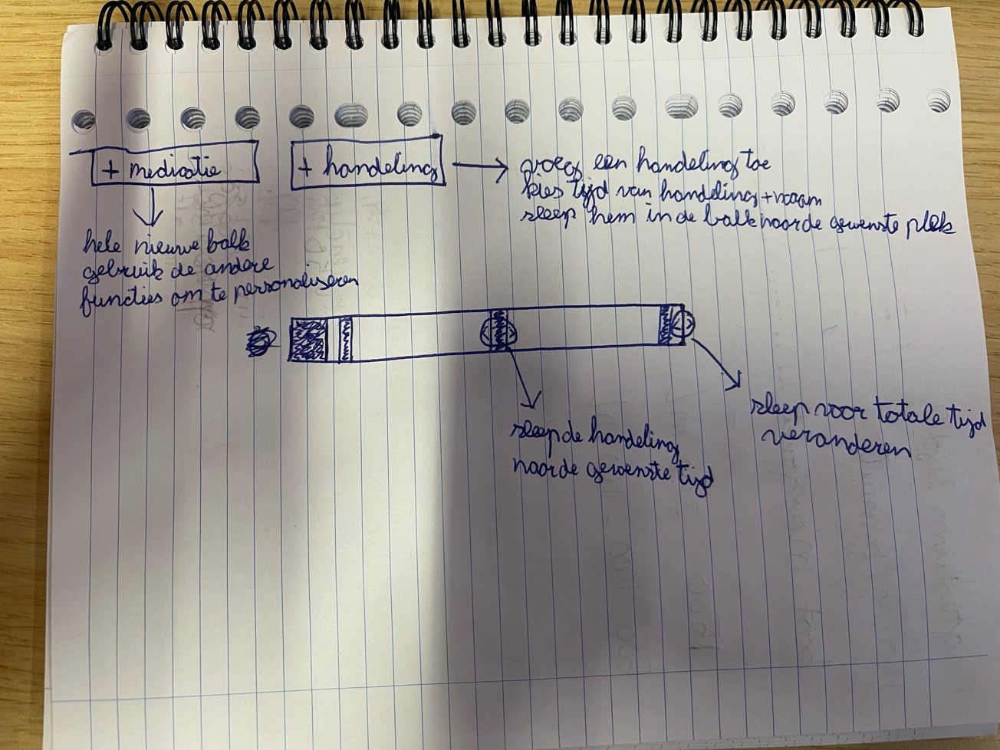 + medicatie
+ handeling
voeg een handeling toe
kies tijd van handeling + naam
sleep hem in de balk naar de gewenste plek
hele nieuwe balk
gebruik de andere
functies om te personaliseren
sleep de handeling
naar de gewenste tijd
sleep voor totale tijd
veranderen